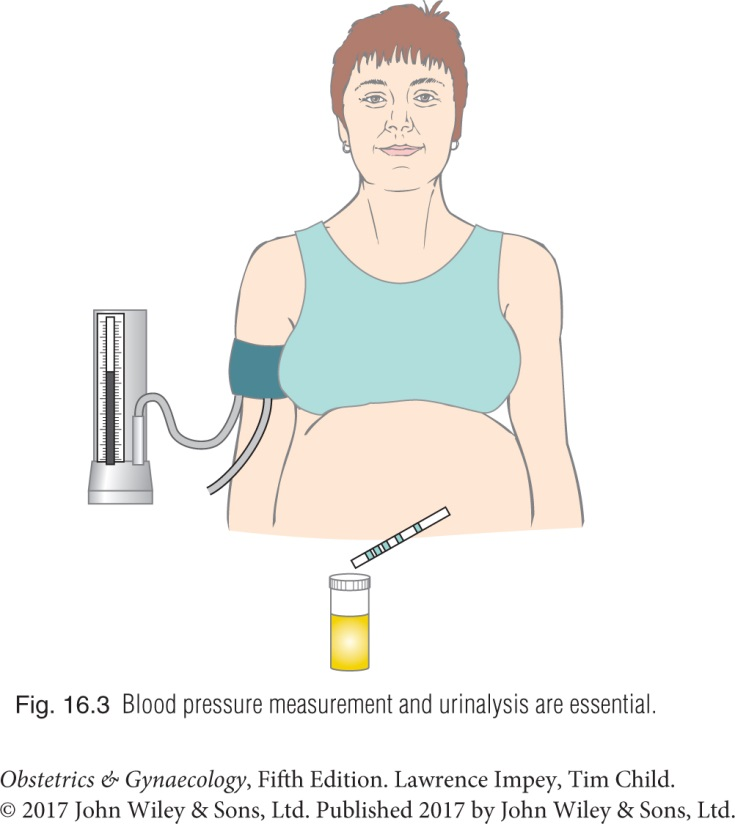 Fig. 16.3 Blood pressure measurement and urinalysis are essential.
Obstetrics & Gynaecology, Fifth Edition. Lawrence Impey, Tim Child.
© 2017 John Wiley & Sons, Ltd. Published 2017 by John Wiley & Sons, Ltd.